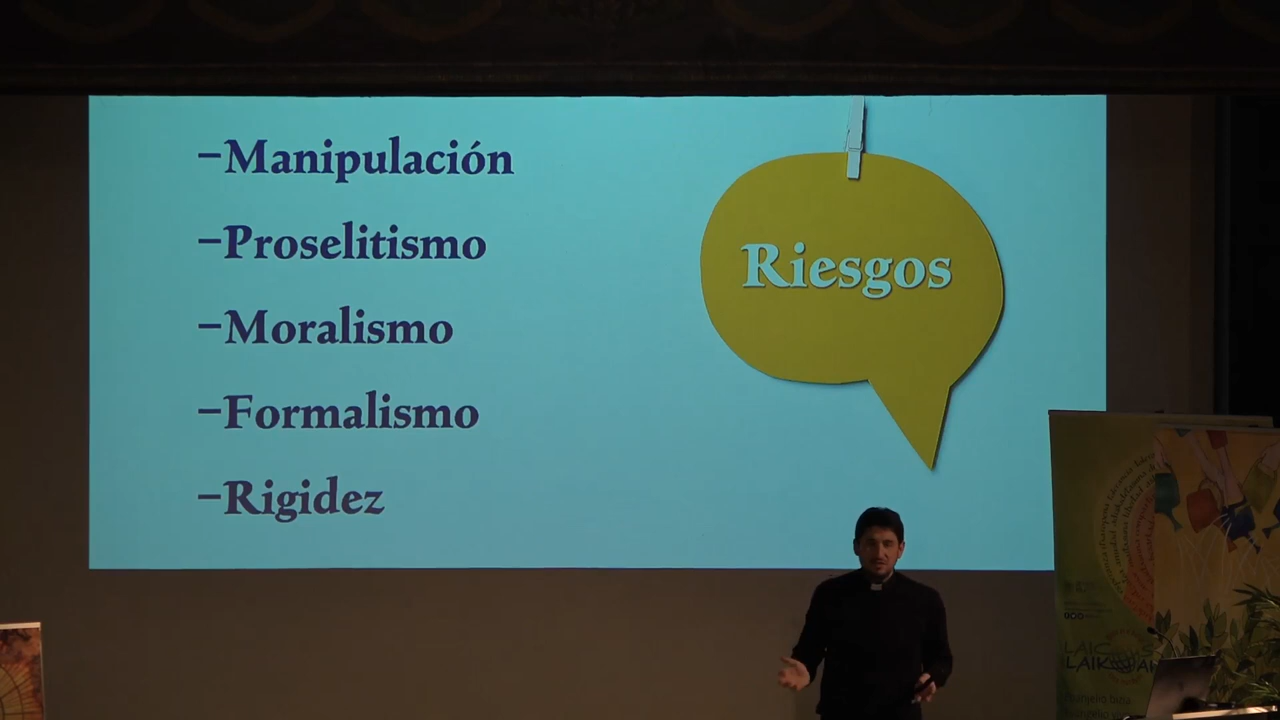 –Manipulación
–Proselitismo
–Moralismo
–Formalismo
–Rigidez
Riesgos